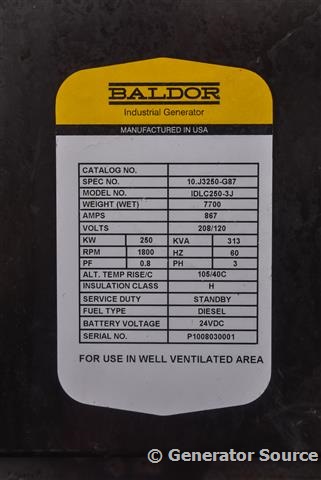 BALDOR
Industrial Generator
MANUFACTURED IN USA
CATALOG NO.
SPEC NO. 10.J3250-G87
MODEL NO. IDLC250-3J
WEIGHT (WET) 7700
AMPS 867
VOLTS 208/120
KW 250 KVA 313
RPM 1800 HZ 60
PF 0.8 PH 3
ALT. TEMP RISE/C 105/40C
INSULATION CLASS H
SERVICE DUTY STANDBY
FUEL TYPE DIESEL
BATTERY VOLTAGE 24VDC
SERIAL NO. P1008030001
FOR USE IN WELL VENTILATED AREA
© Generator Source